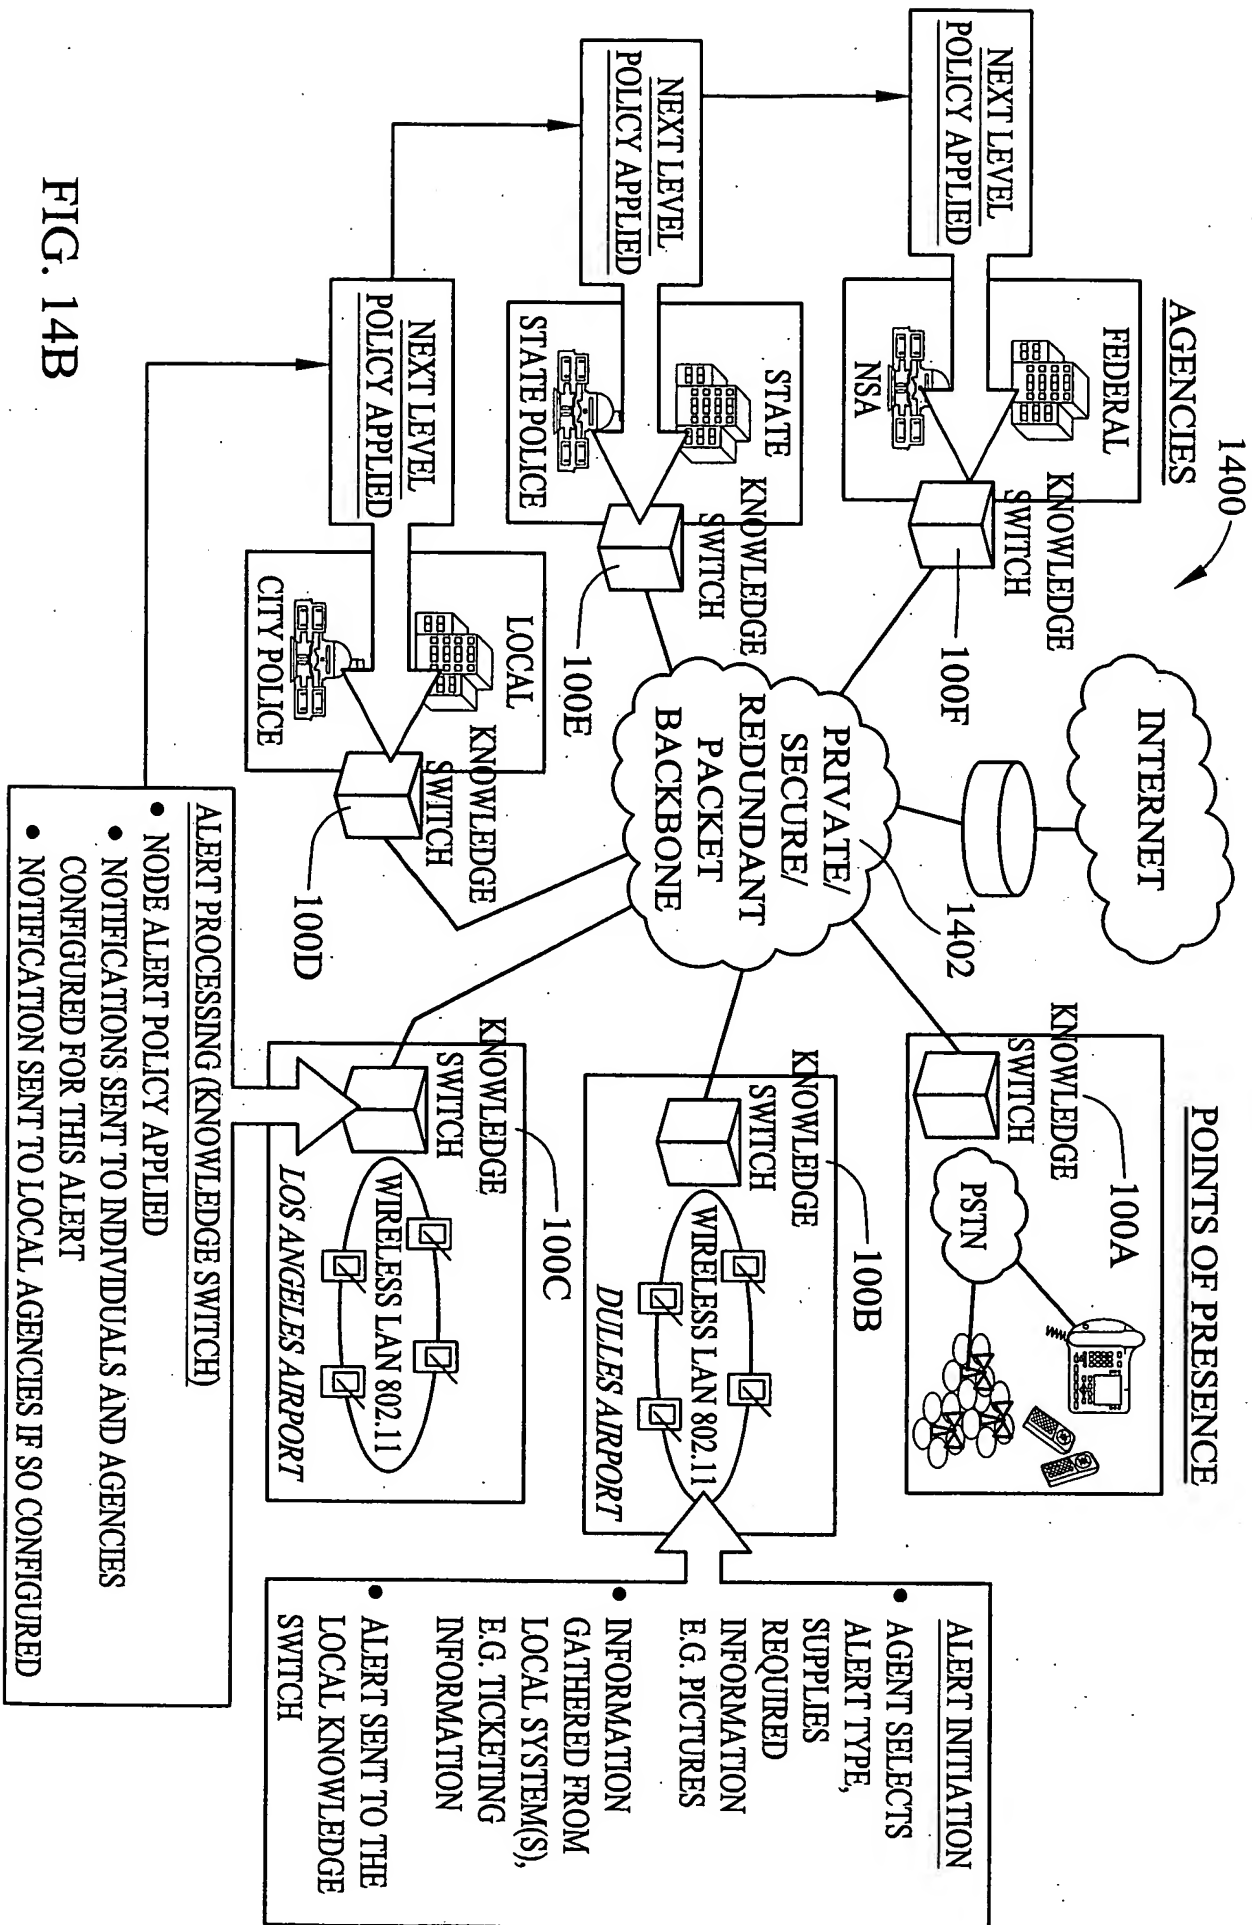 1400
AGENCIES
POINTS OF PRESENCE
INTERNET
NEXT LEVEL
POLICY APPLIED
FEDERAL
NSA
KNOWLEDGE
SWITCH
100F
KNOWLEDGE
SWITCH
100A
PSTN
NEXT LEVEL
POLICY APPLIED
STATE
STATE POLICE
KNOWLEDGE
SWITCH
100E
PRIVATE/
SECURE/
REDUNDANT
PACKET
BACKBONE
1402
KNOWLEDGE
SWITCH
100B
WIRELESS LAN 802.11
DULLES AIRPORT
NEXT LEVEL
POLICY APPLIED
LOCAL
CITY POLICE
KNOWLEDGE
SWITCH
100D
KNOWLEDGE
SWITCH
100C
WIRELESS LAN 802.11
LOS ANGELES AIRPORT
ALERT INITIATION
• AGENT SELECTS
ALERT TYPE,
SUPPLIES
REQUIRED
INFORMATION
E.G. PICTURES
• INFORMATION
GATHERED FROM
LOCAL SYSTEM(S),
E.G. TICKETING
INFORMATION
• ALERT SENT TO THE
LOCAL KNOWLEDGE
SWITCH
ALERT PROCESSING (KNOWLEDGE SWITCH)
• NODE ALERT POLICY APPLIED
• NOTIFICATIONS SENT TO INDIVIDUALS AND AGENCIES
CONFIGURED FOR THIS ALERT
• NOTIFICATION SENT TO LOCAL AGENCIES IF SO CONFIGURED
FIG. 14B